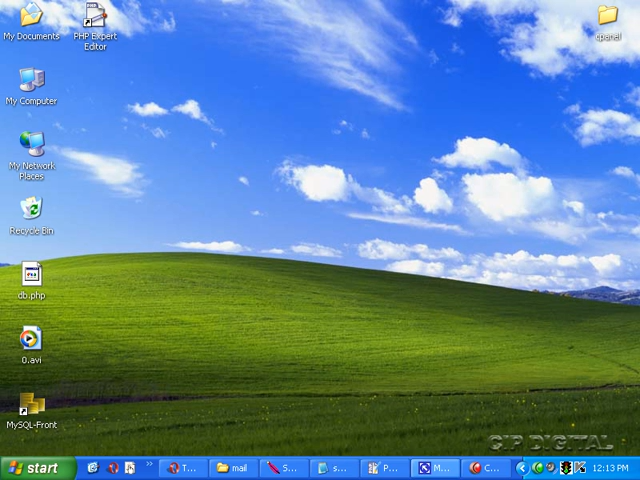 My Documents
PHP Expert
Editor
cpanel
My Computer
My Network
Places
Recycle Bin
db.php
0.avi
MySQL-Front
CIP DIGITAL
start
T...
mail
S...
s...
P...
M...
C...
12:13 PM